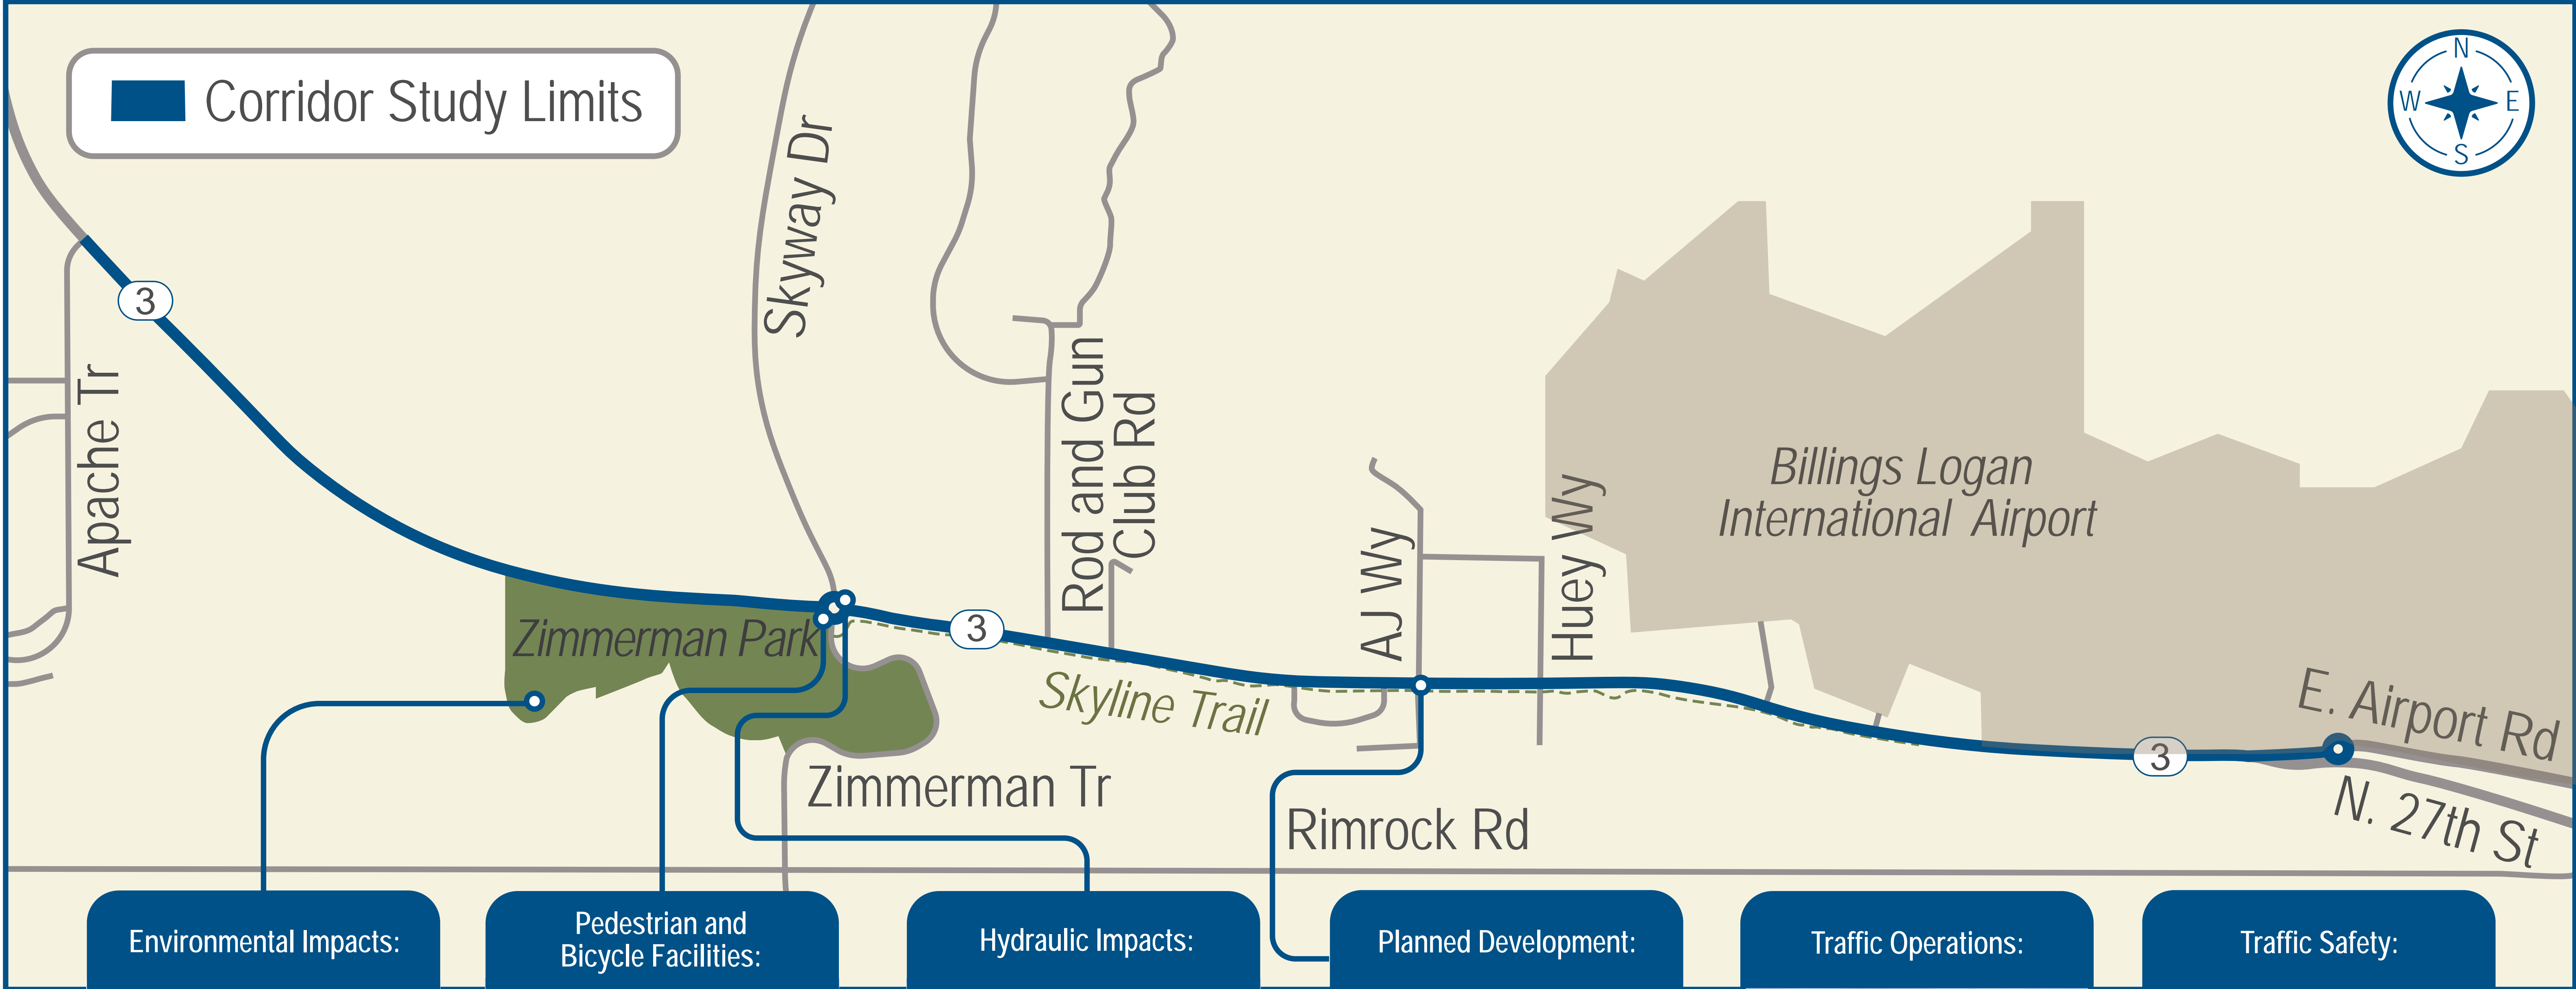 Corridor Study Limits
N
W
E
S
3
Apache Tr
Skyway Dr
Rod and Gun
Club Rd
Zimmerman Park
3
Skyline Trail
Zimmerman Tr
AJ Wy
Huey Wy
Billings Logan
International Airport
Rimrock Rd
3
E. Airport Rd
N. 27th St
Environmental Impacts:
Pedestrian and
Bicycle Facilities:
Hydraulic Impacts:
Planned Development:
Traffic Operations:
Traffic Safety: